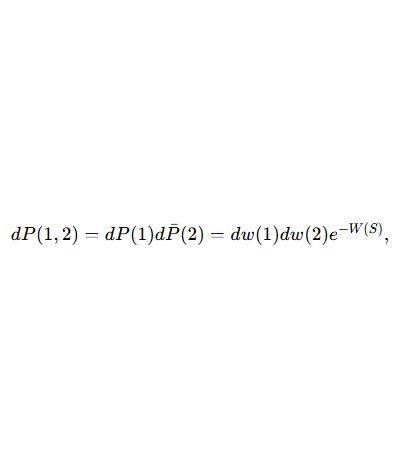 $dP(1,2) = dP(1)d\bar{P}(2) = dw(1)dw(2)e^{-W(S)},$